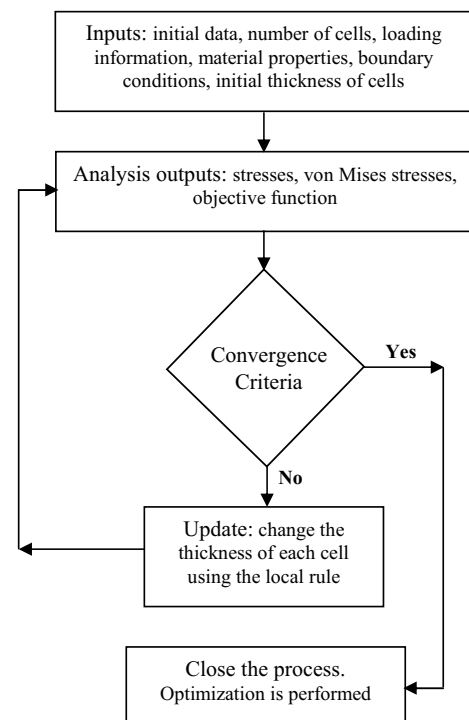 Inputs: initial data, number of cells, loading
information, material properties, boundary
conditions, initial thickness of cells
Analysis outputs: stresses, von Mises stresses,
objective function
Convergence
Criteria
Yes
No
Update: change the
thickness of each cell
using the local rule
Close the process.
Optimization is performed